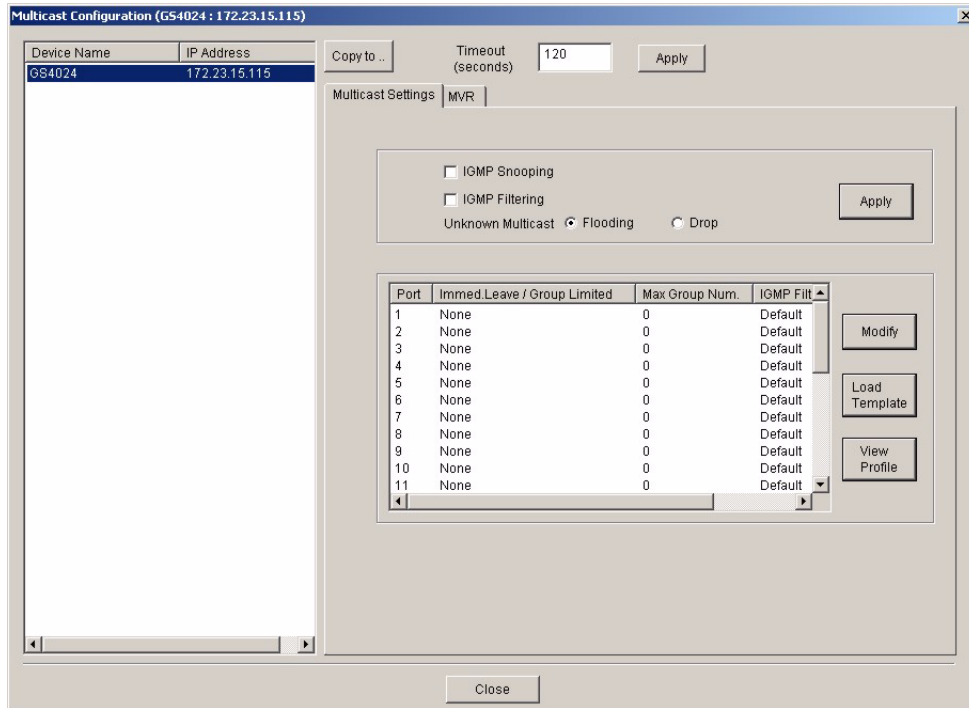 Multicast Configuration (GS4024 : 172.23.15.115)
Device Name IP Address
GS4024 172.23.15.115
Copy to .. Timeout (seconds) 120 Apply
Multicast Settings MVR
IGMP Snooping
IGMP Filtering
Unknown Multicast Flooding Drop
Apply
Port Immed.Leave / Group Limited Max Group Num. IGMP Filt
1 None 0 Default
2 None 0 Default
3 None 0 Default
4 None 0 Default
5 None 0 Default
6 None 0 Default
7 None 0 Default
8 None 0 Default
9 None 0 Default
10 None 0 Default
11 None 0 Default
Modify
Load
Template
View
Profile
Close